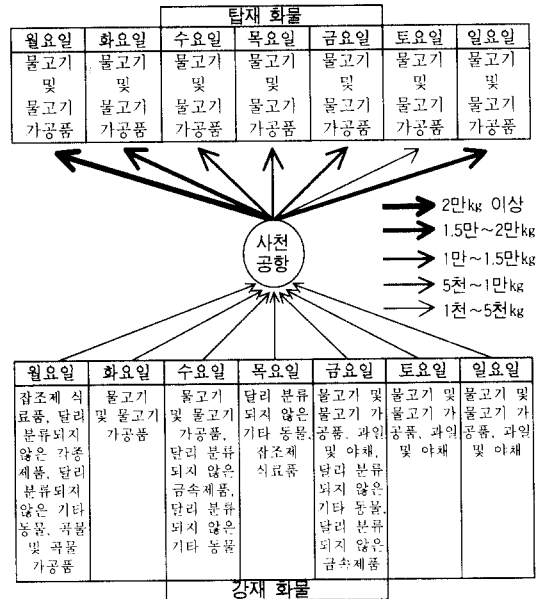 탑재 화물
월요일 화요일 수요일 목요일 금요일 토요일 일요일
물고기 물고기 물고기 물고기 물고기 물고기 물고기
및 및 및 및 및 및 및
물고기 물고기 물고기 물고기 물고기 물고기 물고기
가공품 가공품 가공품 가공품 가공품 가공품 가공품
2만kg 이상
1.5만~2만kg
1만~1.5만kg
5천~1만kg
1천~5천kg
사천
공항
월요일 화요일 수요일 목요일 금요일 토요일 일요일
잡조제 식
료품, 달리
분류되지
않은 각종
제품, 달리
분류되지
않은 기타
동물, 곡물
및 곡물
가공품
물고기
및 물고기
가공품
물고기
및 물고기
가공품,
달리 분류
되지 않은
금속제품,
달리 분류
되지 않은
기타 동물
달리 분류
되지 않은
기타 동물,
잡조제
식료품
물고기 및
물고기 가
공품, 과일
및 야채,
달리 분류
되지 않은
기타 동물,
달리 분류
되지 않은
금속제품
물고기 및
물고기 가
공품, 과일
및 야채
물고기 및
물고기 가
공품, 과일
및 야채
강재 화물